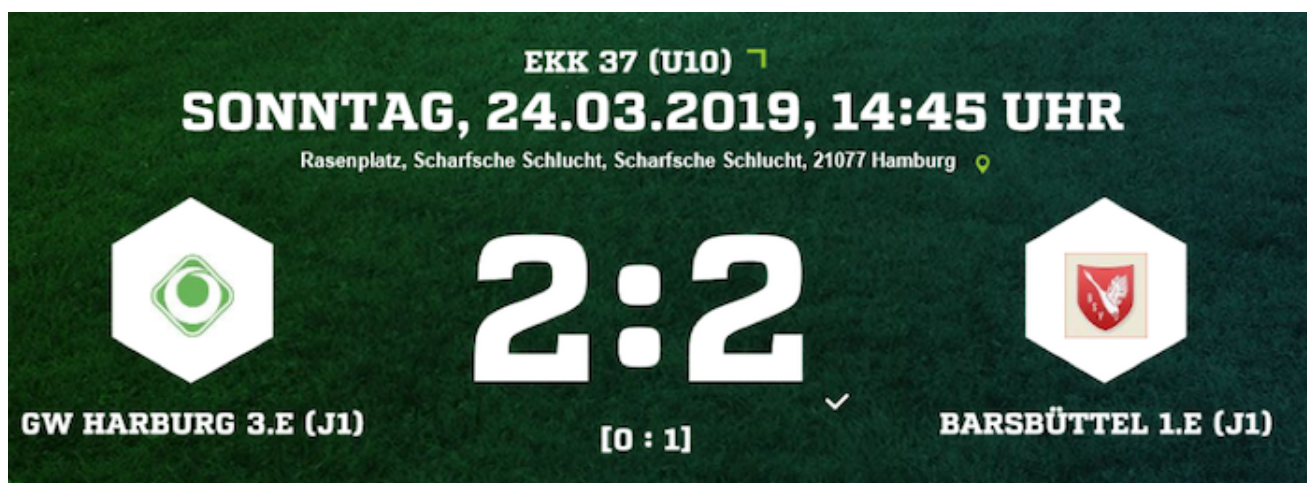 EKK 37 (U10)
SONNTAG, 24.03.2019, 14:45 UHR
Rasenplatz, Scharfsche Schlucht, Scharfsche Schlucht, 21077 Hamburg
2:2
GW HARBURG 3.E (J1)
BARSBÜTTEL 1.E (J1)
[0 : 1]